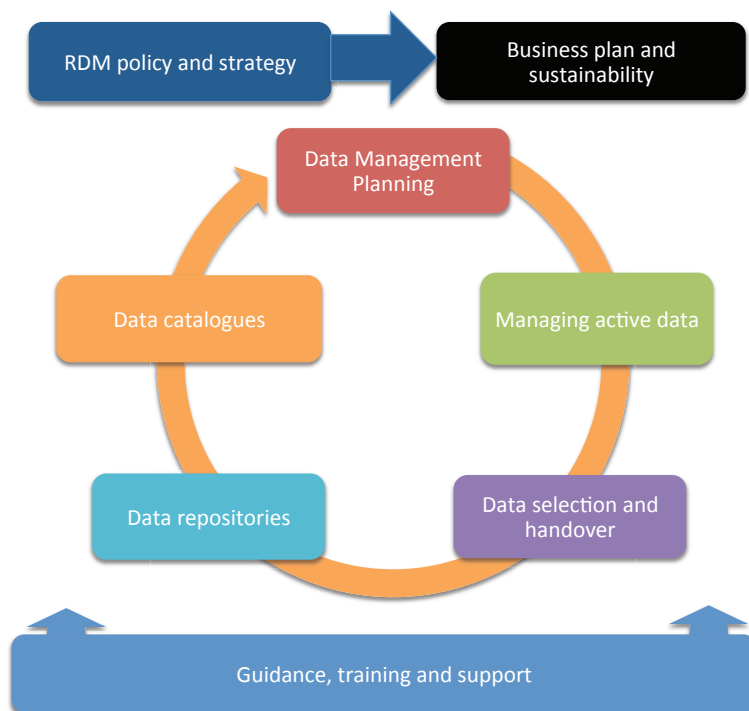 RDM policy and strategy
Business plan and
sustainability
Data Management
Planning
Data catalogues
Managing active data
Data repositories
Data selection and
handover
Guidance, training and support